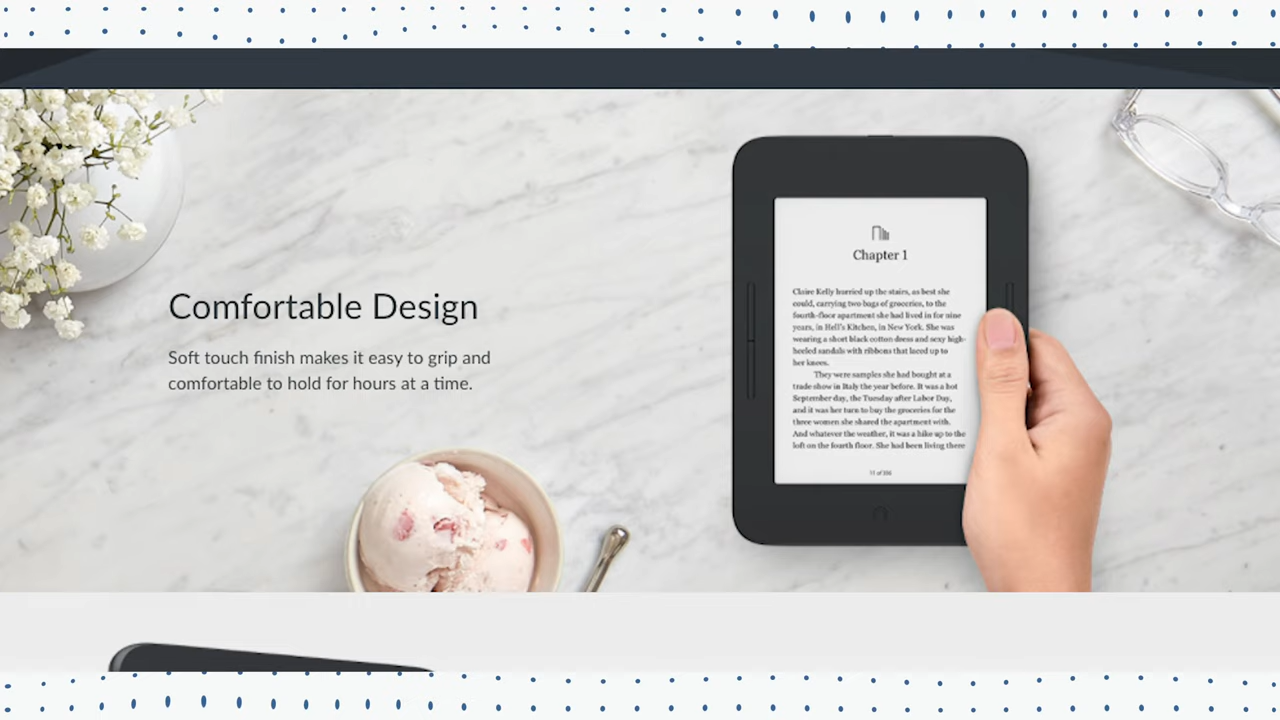 Comfortable Design
Soft touch finish makes it easy to grip and
comfortable to hold for hours at a time.
Chapter 1
Claire Kelly hurried up the stairs, as best she
could, carrying two bags of groceries, to the
fourth-floor apartment she had lived in for nine
years, in Hell's Kitchen, in New York. She was
wearing a short black cotton dress and sexy high-
heeled sandals with ribbons that laced up to
her knees.
They were samples she had bought at a
trade show in Italy the year before. It was a hot
September day, the Tuesday after Labor Day,
and it was her turn to buy the groceries for the
three women she shared the apartment with.
And whatever the weather, it was a hike up to the
loft on the fourth floor. She had been living there
11 of 356